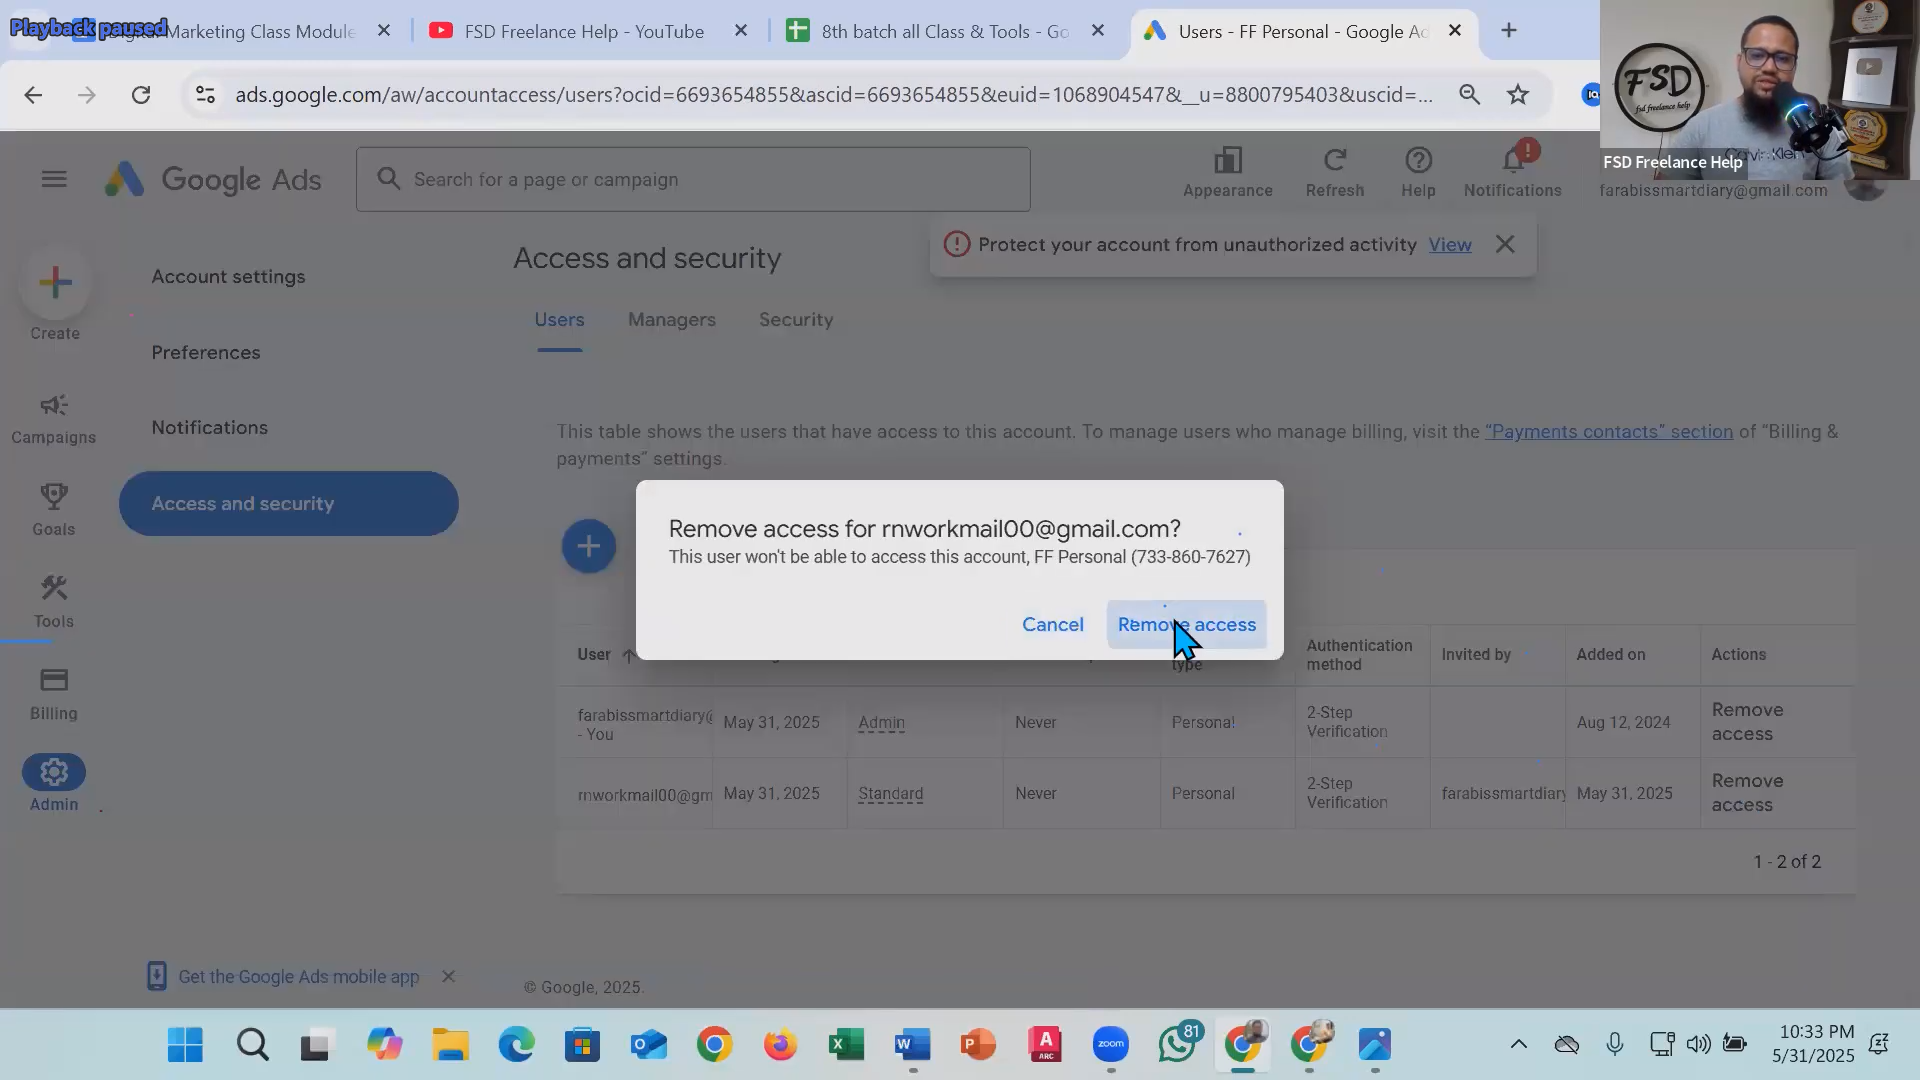 Playback paused
Digital Marketing Class Module
FSD Freelance Help - YouTube
8th batch all Class & Tools - Go
Users - FF Personal - Google Ad
ads.google.com/aw/accountaccess/users?ocid=6693654855&ascid=6693654855&euid=1068904547&__u=8800795403&uscid=...
FSD
fsd freelance help
Calvin Klein
FSD Freelance Help
Google Ads
Search for a page or campaign
Appearance
Refresh
Help
Notifications
farabissmartdiary@gmail.com
Protect your account from unauthorized activity View
Create
Campaigns
Goals
Tools
Billing
Admin
Account settings
Preferences
Notifications
Access and security
Access and security
Users
Managers
Security
This table shows the users that have access to this account. To manage users who manage billing, visit the "Payments contacts" section of "Billing &
payments" settings.
Remove access for rnworkmail00@gmail.com?
This user won't be able to access this account, FF Personal (733-860-7627)
Cancel
Remove access
User
type
Authentication
method
Invited by
Added on
Actions
farabissmartdiary@
- You
May 31, 2025
Admin
Never
Personal
2-Step
Verification
Aug 12, 2024
Remove
access
rnworkmail00@gm
May 31, 2025
Standard
Never
Personal
2-Step
Verification
farabissmartdiary
May 31, 2025
Remove
access
1 - 2 of 2
Get the Google Ads mobile app
© Google, 2025.
zoom
81
10:33 PM
5/31/2025